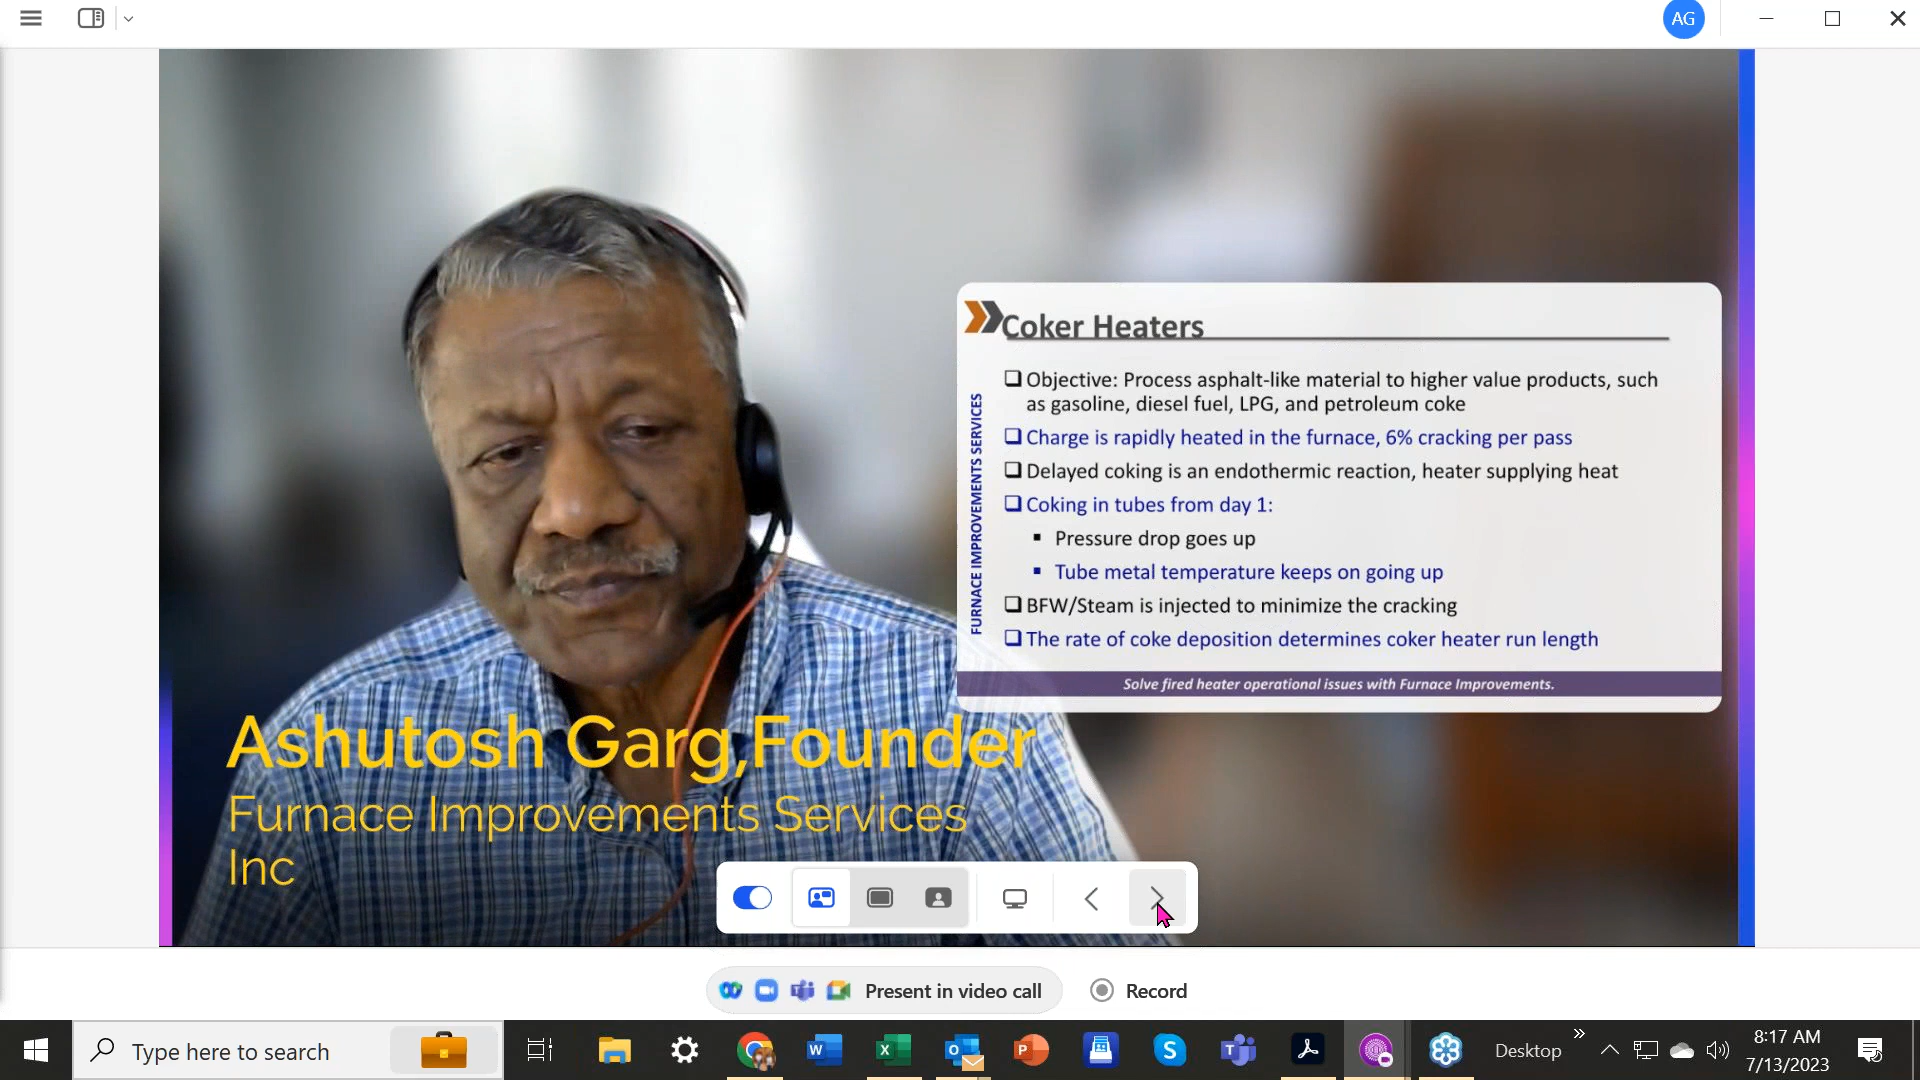 AG
Coker Heaters
FURNACE IMPROVEMENTS SERVICES
Objective: Process asphalt-like material to higher value products, such
as gasoline, diesel fuel, LPG, and petroleum coke
Charge is rapidly heated in the furnace, 6% cracking per pass
Delayed coking is an endothermic reaction, heater supplying heat
Coking in tubes from day 1:
Pressure drop goes up
Tube metal temperature keeps on going up
BFW/Steam is injected to minimize the cracking
The rate of coke deposition determines coker heater run length
Solve fired heater operational issues with Furnace Improvements.
Ashutosh Garg,Founder
Furnace Improvements Services
Inc
Present in video call
Record
Type here to search
Desktop
8:17 AM
7/13/2023